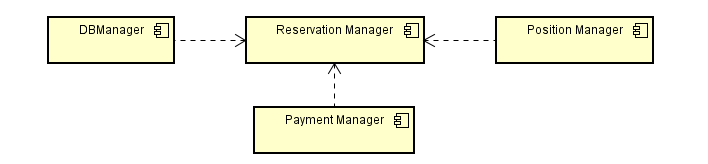 DBManager
Reservation Manager
Position Manager
Payment Manager